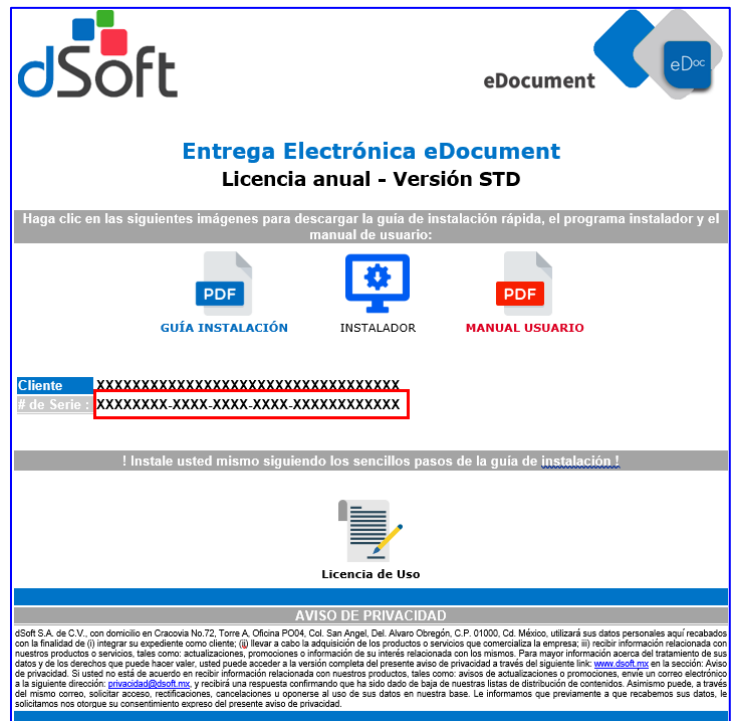 dSoft
eDocument
eDoc
Entrega Electrónica eDocument
Licencia anual - Versión STD
Haga clic en las siguientes imágenes para descargar la guía de instalación rápida, el programa instalador y el
manual de usuario:
PDF
PDF
GUÍA INSTALACIÓN
INSTALADOR
MANUAL USUARIO
Cliente XXXXXXXXXXXXXXXXXXXXXXXXXXXXXXXXXX
# de Serie : XXXXXXXX-XXXX-XXXX-XXXX-XXXXXXXXXXXX
! Instale usted mismo siguiendo los sencillos pasos de la guía de instalación !
Licencia de Uso
AVISO DE PRIVACIDAD
dSoft S.A. de C.V., con domicilio en Cracovia No.72, Torre A, Oficina PO04, Col. San Angel, Del. Alvaro Obregón, C.P. 01000, Cd. México, utilizará sus datos personales aquí recabados
con la finalidad de (i) integrar su expediente como cliente; (ii) llevar a cabo la adquisición de los productos o servicios que comercializa la empresa; iii) recibir información relacionada con
nuestros productos o servicios, tales como: actualizaciones, promociones o información de su interés relacionada con los mismos. Para mayor información acerca del tratamiento de sus
datos y de los derechos que puede hacer valer, usted puede acceder a la versión completa del presente aviso de privacidad a través del siguiente link: www.dsoft.mx en la sección: Aviso
de privacidad. Si usted no está de acuerdo en recibir información relacionada con nuestros productos, tales como: avisos de actualizaciones o promociones, envie un correo electrónico
a la siguiente dirección: privacidad@dsoft.mx, y recibirá una respuesta confirmando que ha sido dado de baja de nuestras listas de distribución de contenidos. Asimismo puede, a través
del mismo correo, solicitar acceso, rectificaciones, cancelaciones u oponerse al uso de sus datos en nuestra base. Le informamos que previamente a que recabemos sus datos, le
solicitamos nos otorgue su consentimiento expreso del presente aviso de privacidad.